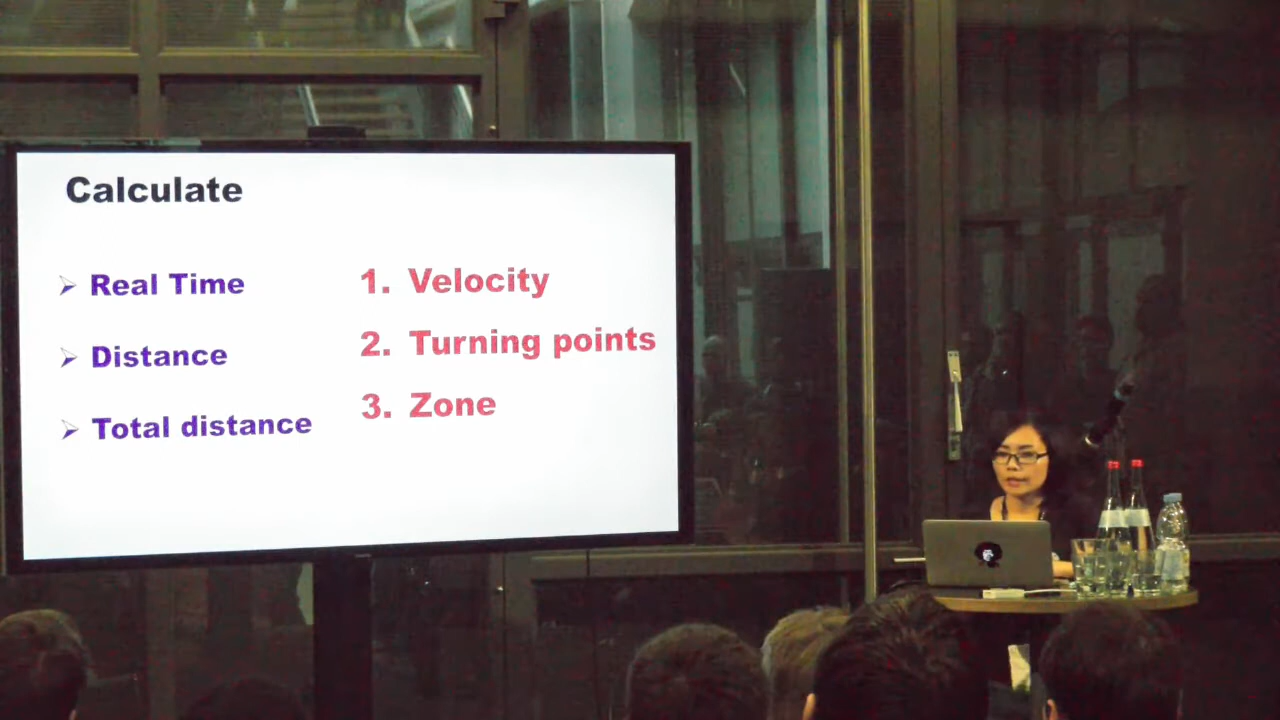 Calculate
➢ Real Time
➢ Distance
➢ Total distance
1. Velocity
2. Turning points
3. Zone